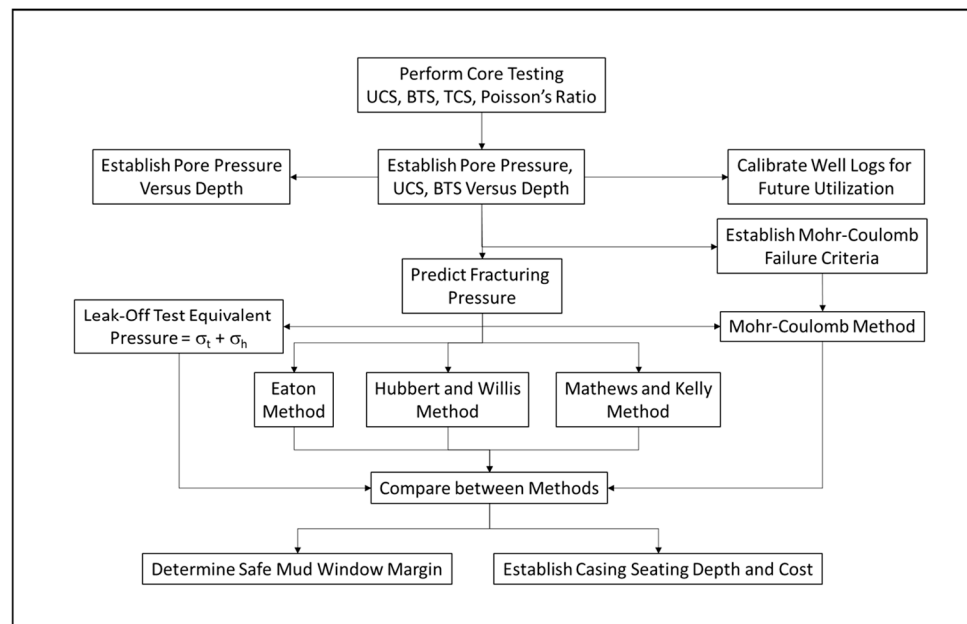 Perform Core Testing
UCS, BTS, TCS, Poisson's Ratio
Establish Pore Pressure
Versus Depth
Establish Pore Pressure,
UCS, BTS Versus Depth
Calibrate Well Logs for
Future Utilization
Establish Mohr-Coulomb
Failure Criteria
Predict Fracturing
Pressure
Leak-Off Test Equivalent
Pressure = σt + σh
Mohr-Coulomb Method
Eaton
Method
Hubbert and Willis
Method
Mathews and Kelly
Method
Compare between Methods
Determine Safe Mud Window Margin
Establish Casing Seating Depth and Cost